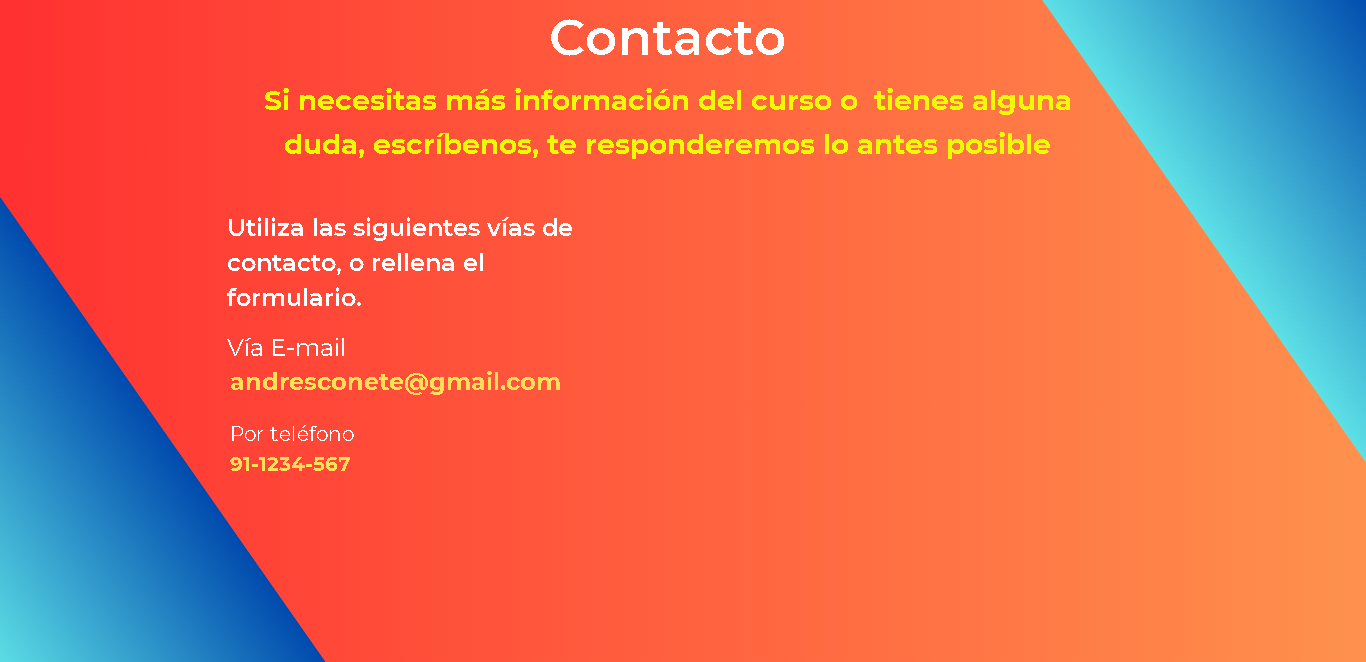 Contacto
Si necesitas más información del curso o  tienes alguna
duda, escríbenos, te responderemos lo antes posible
Utiliza las siguientes vías de
contacto, o rellena el
formulario.
Vía E-mail
andresconete@gmail.com
Por teléfono
91-1234-567